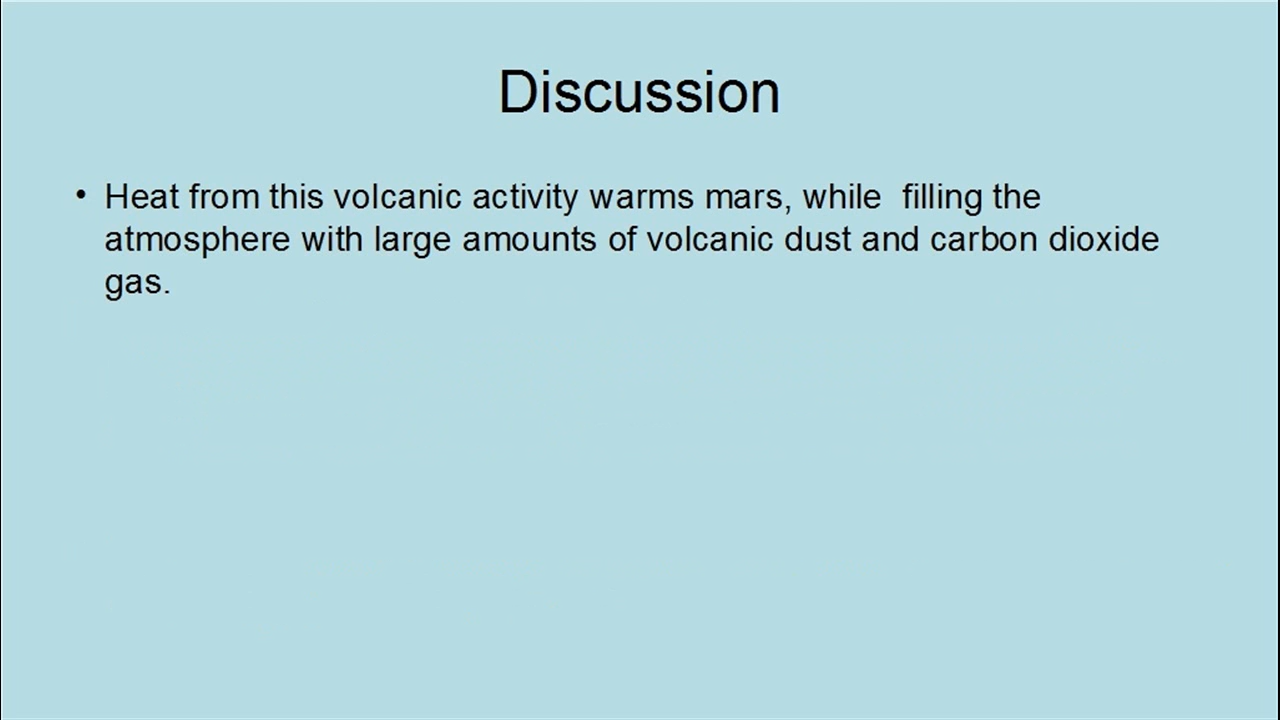 Discussion
• Heat from this volcanic activity warms mars, while  filling the
atmosphere with large amounts of volcanic dust and carbon dioxide
gas.